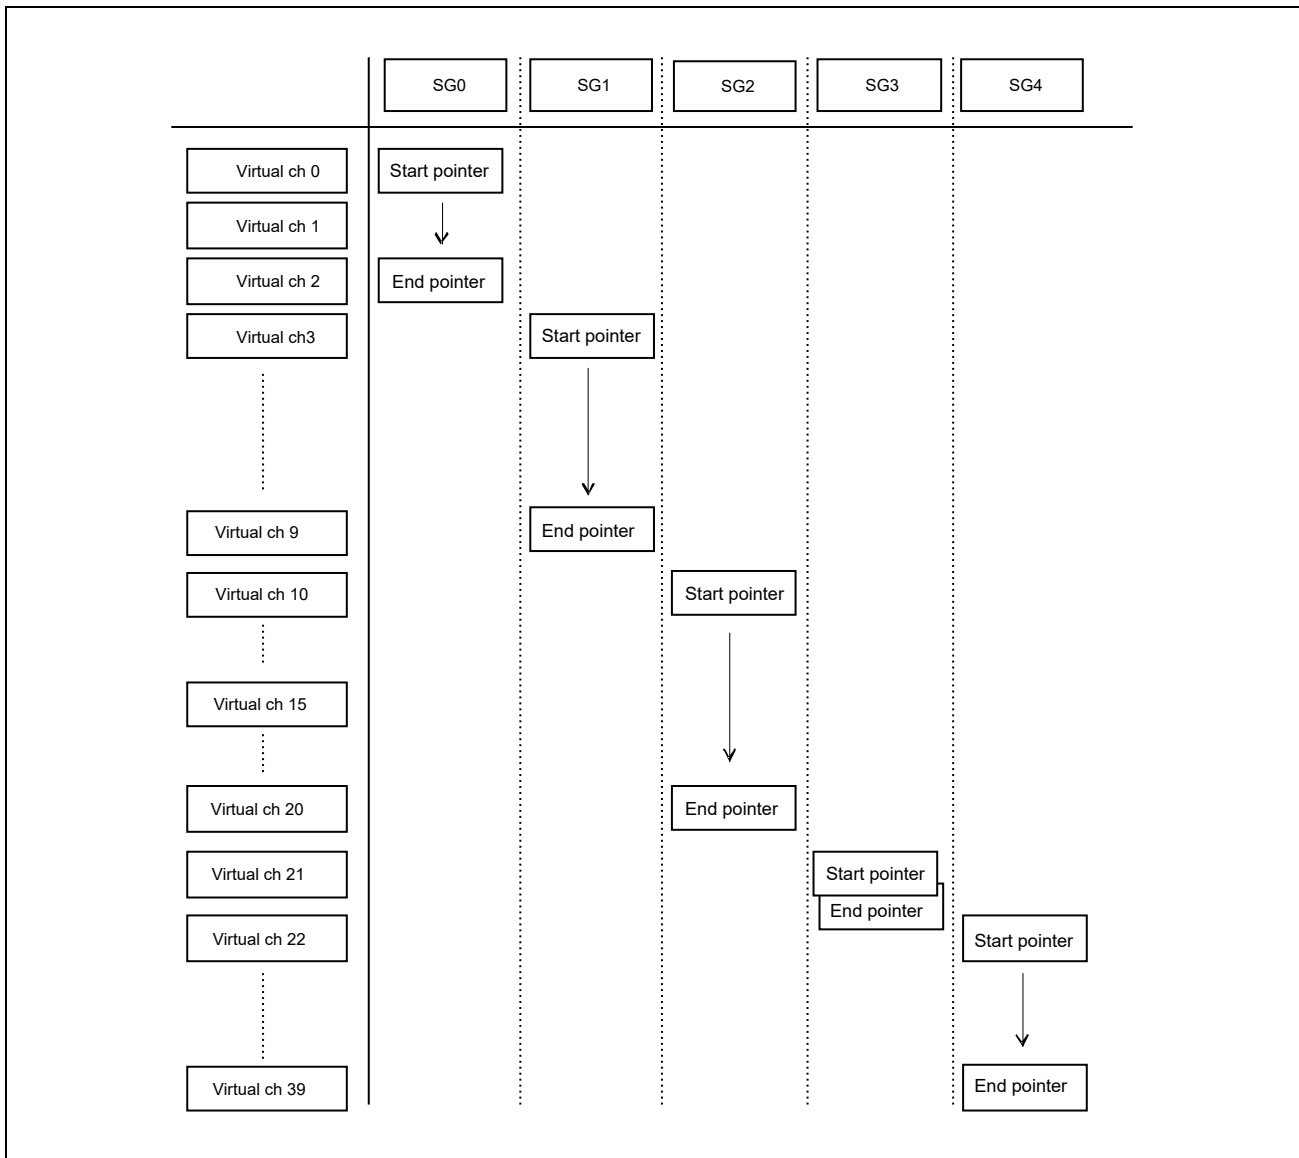 SG0 SG1 SG2 SG3 SG4
Virtual ch 0 Start pointer
Virtual ch 1
Virtual ch 2 End pointer
Virtual ch3 Start pointer
Virtual ch 9 End pointer
Virtual ch 10 Start pointer
Virtual ch 15
Virtual ch 20 End pointer
Virtual ch 21 Start pointer
End pointer
Virtual ch 22 Start pointer
Virtual ch 39 End pointer